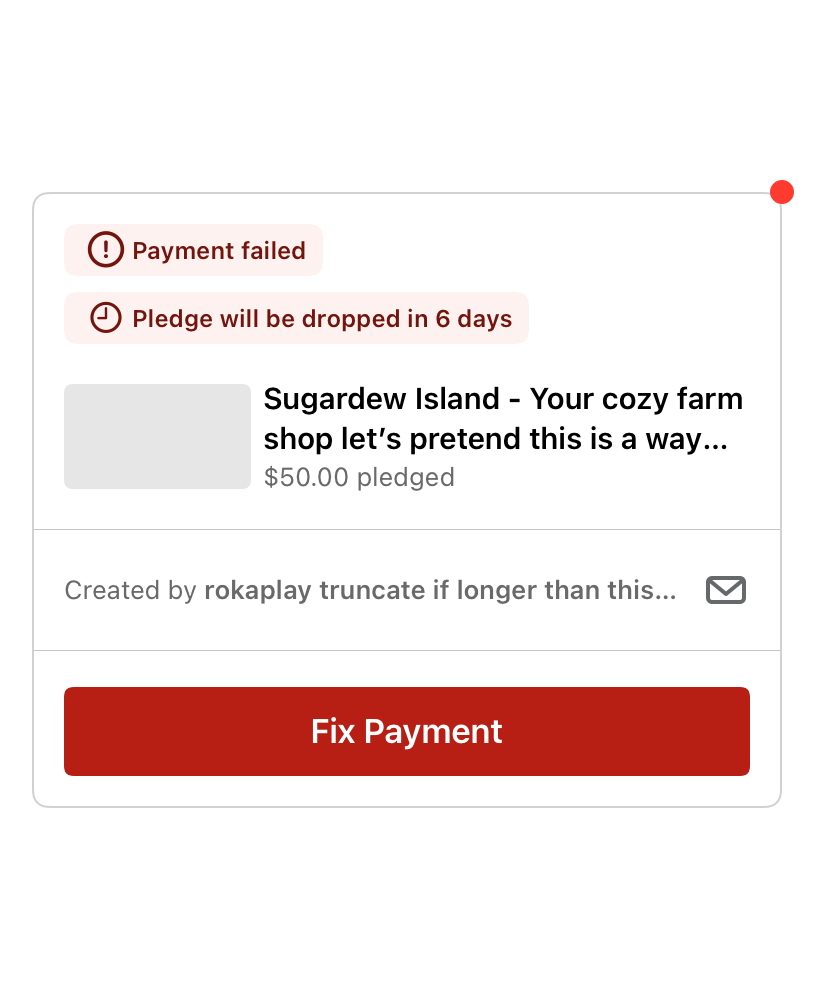 Payment failed
Pledge will be dropped in 6 days
Sugardew Island - Your cozy farm
shop let’s pretend this is a way...
$50.00 pledged
Created by rokaplay truncate if longer than this...
Fix Payment